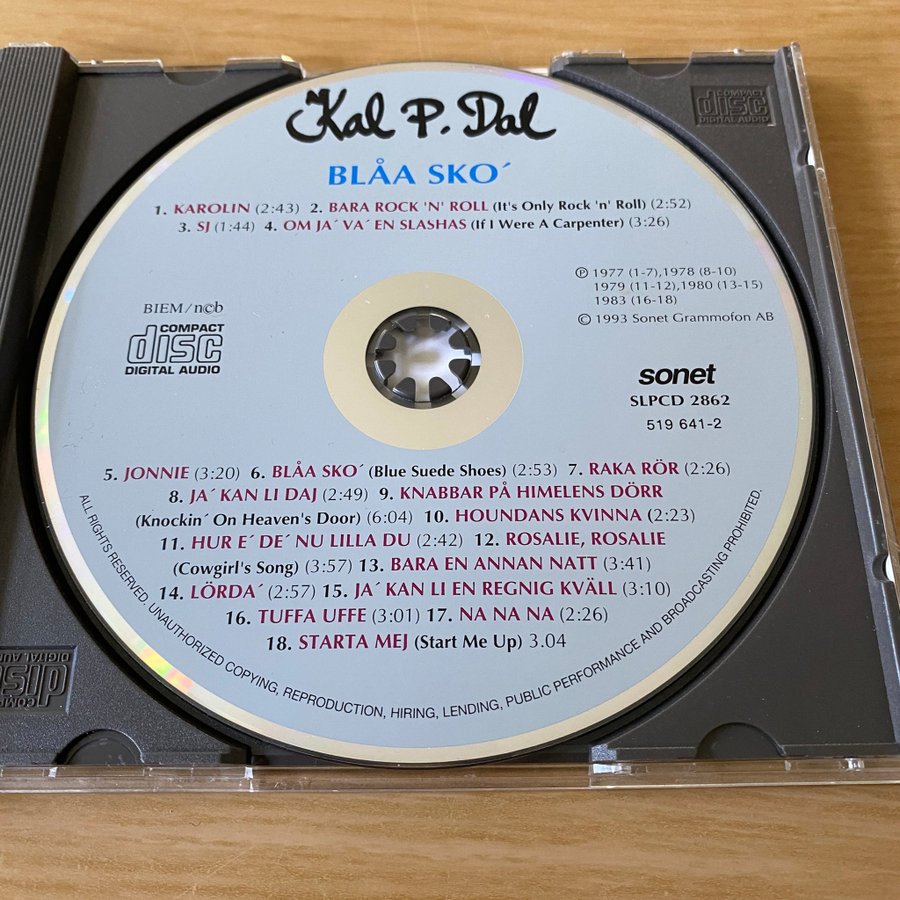 Kal P. Dal
BLÅA SKO´
1. KAROLIN (2:43) 2. BARA ROCK 'N' ROLL (It's Only Rock 'n' Roll) (2:52)
3. SJ (1:44) 4. OM JA´ VA´ EN SLASHAS (If I Were A Carpenter) (3:26)
COMPACT
disc
DIGITAL AUDIO
℗ 1977 (1-7),1978 (8-10)
1979 (11-12),1980 (13-15)
1983 (16-18)
© 1993 Sonet Grammofon AB
BIEM/n©b
COMPACT
disc
DIGITAL AUDIO
sonet
SLPCD 2862
519 641-2
5. JONNIE (3:20) 6. BLÅA SKO´ (Blue Suede Shoes) (2:53) 7. RAKA RÖR (2:26)
8. JA´ KAN LI DAJ (2:49) 9. KNABBAR PÅ HIMELENS DÖRR
(Knockin´ On Heaven's Door) (6:04) 10. HOUNDANS KVINNA (2:23)
11. HUR E´ DE´ NU LILLA DU (2:42) 12. ROSALIE, ROSALIE
(Cowgirl's Song) (3:57) 13. BARA EN ANNAN NATT (3:41)
14. LÖRDA´ (2:57) 15. JA´ KAN LI EN REGNIG KVÄLL (3:10)
16. TUFFA UFFE (3:01) 17. NA NA NA (2:26)
18. STARTA MEJ (Start Me Up) 3.04
ALL RIGHTS RESERVED. UNAUTHORIZED COPYING, REPRODUCTION, HIRING, LENDING, PUBLIC PERFORMANCE AND BROADCASTING PROHIBITED.
COMPACT
disc
DIGITAL AUDIO